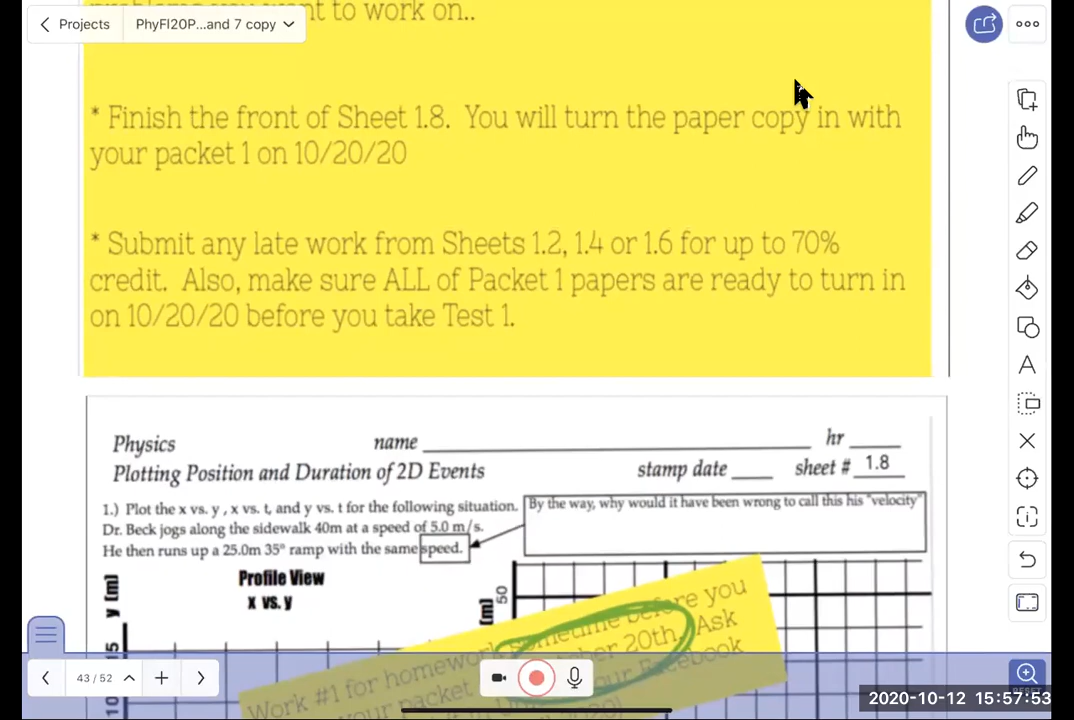 Projects
PhyFl20P...and 7 copy
nt to work on..
* Finish the front of Sheet 1.8. You will turn the paper copy in with
your packet 1 on 10/20/20
* Submit any late work from Sheets 1.2, 1.4 or 1.6 for up to 70%
credit. Also, make sure ALL of Packet 1 papers are ready to turn in
on 10/20/20 before you take Test 1.
Physics name hr
Plotting Position and Duration of 2D Events stamp date sheet # 1.8
1.) Plot the x vs. y , x vs. t, and y vs. t for the following situation.
Dr. Beck jogs along the sidewalk 40m at a speed of 5.0 m/s.
He then runs up a 25.0m 35° ramp with the same speed.
By the way, why would it have been wrong to call this his "velocity"
Profile View
x vs. y
y (m)
15
10
(m)
50
Work #1 for homework sometime before you
your packet October 20th. Ask
your Facebook
43 / 52
2020-10-12 15:57:53